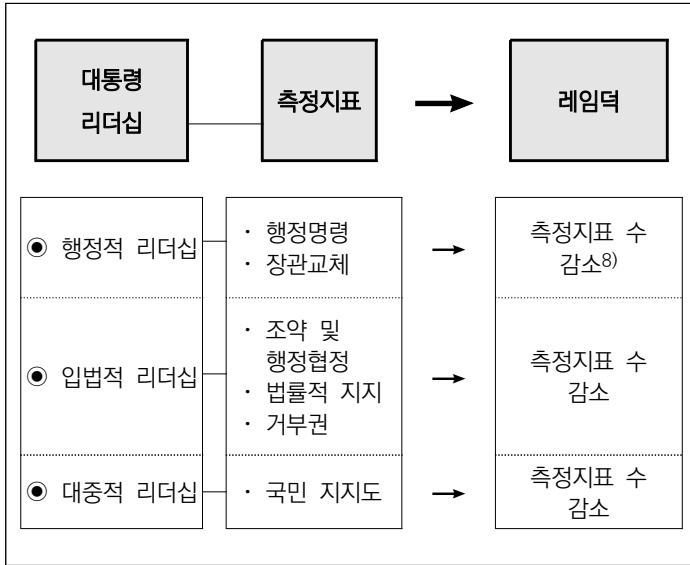 대통령
리더십
측정지표
레임덕
◉ 행정적 리더십
· 행정명령
· 장관교체
측정지표 수
감소8)
◉ 입법적 리더십
· 조약 및
행정협정
· 법률적 지지
· 거부권
측정지표 수
감소
◉ 대중적 리더십
· 국민 지지도
측정지표 수
감소